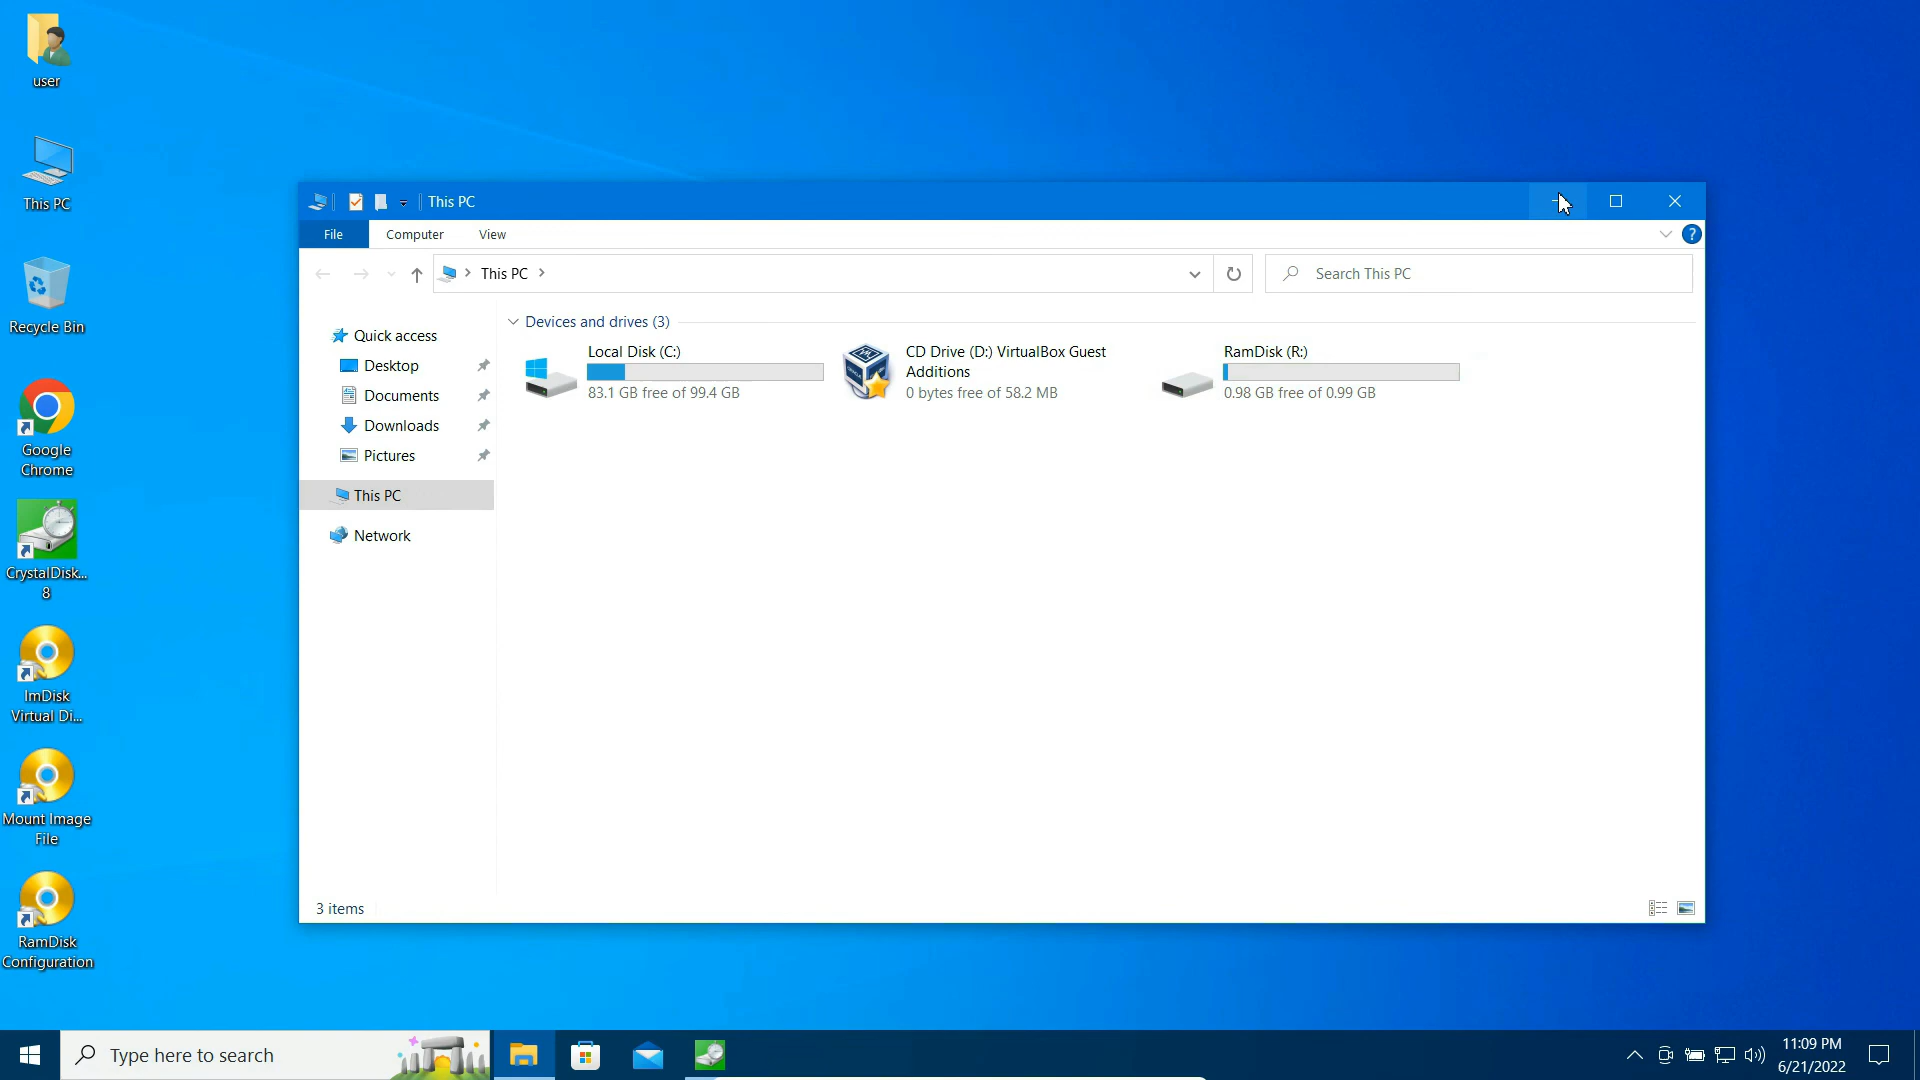 user
This PC
Recycle Bin
Google
Chrome
CrystalDisk...
8
ImDisk
Virtual Di...
Mount Image
File
RamDisk
Configuration
This PC
File
Computer
View
?
This PC
Search This PC
Quick access
Desktop
Documents
Downloads
Pictures
This PC
Network
Devices and drives (3)
Local Disk (C:)
83.1 GB free of 99.4 GB
CD Drive (D:) VirtualBox Guest
Additions
0 bytes free of 58.2 MB
RamDisk (R:)
0.98 GB free of 0.99 GB
3 items
Type here to search
11:09 PM
6/21/2022